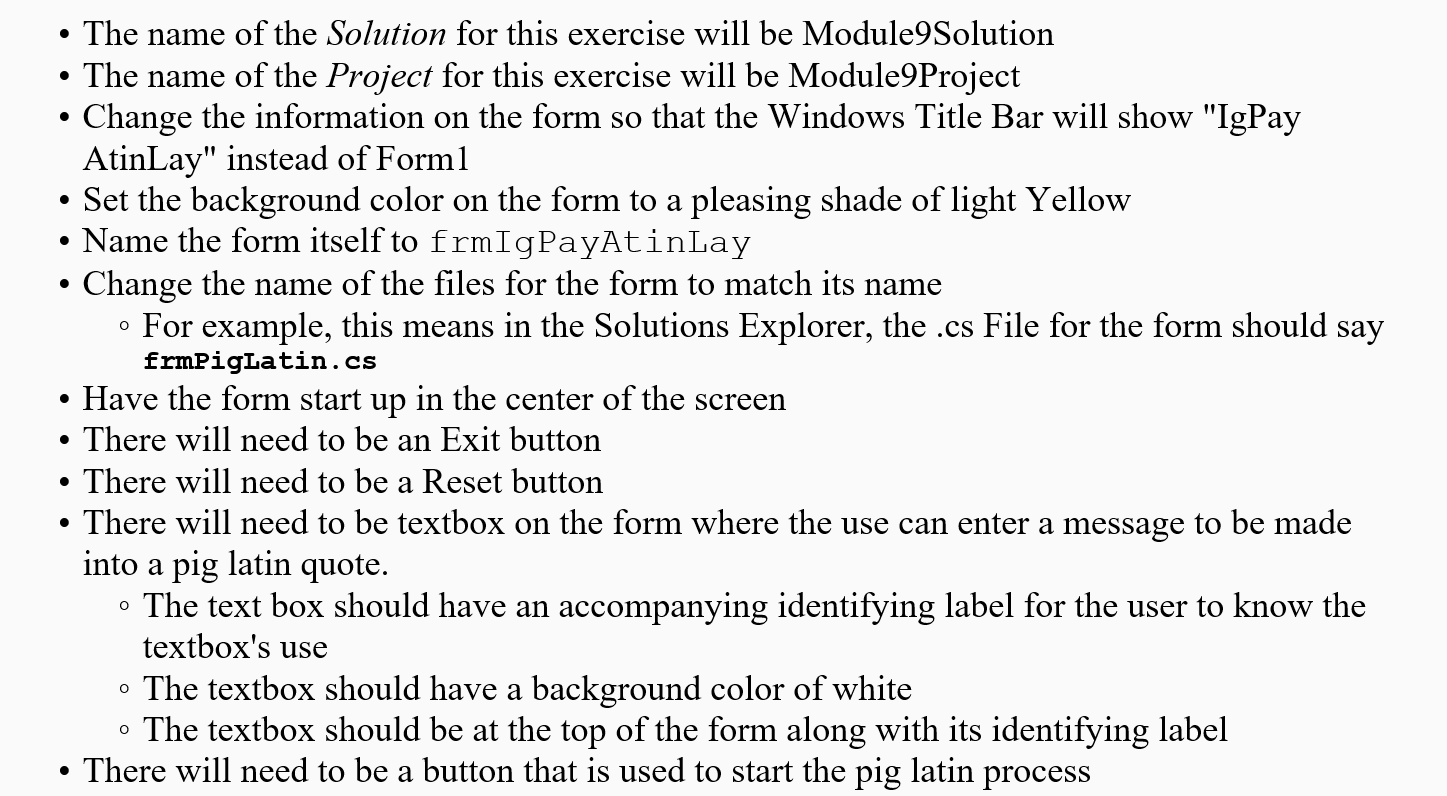 • The name of the Solution for this exercise will be Module9Solution
• The name of the Project for this exercise will be Module9Project
• Change the information on the form so that the Windows Title Bar will show "IgPay
AtinLay" instead of Form1
• Set the background color on the form to a pleasing shade of light Yellow
• Name the form itself to frmIgPayAtinLay
• Change the name of the files for the form to match its name
◦ For example, this means in the Solutions Explorer, the .cs File for the form should say
frmPigLatin.cs
• Have the form start up in the center of the screen
• There will need to be an Exit button
• There will need to be a Reset button
• There will need to be textbox on the form where the use can enter a message to be made
into a pig latin quote.
◦ The text box should have an accompanying identifying label for the user to know the
textbox's use
◦ The textbox should have a background color of white
◦ The textbox should be at the top of the form along with its identifying label
• There will need to be a button that is used to start the pig latin process